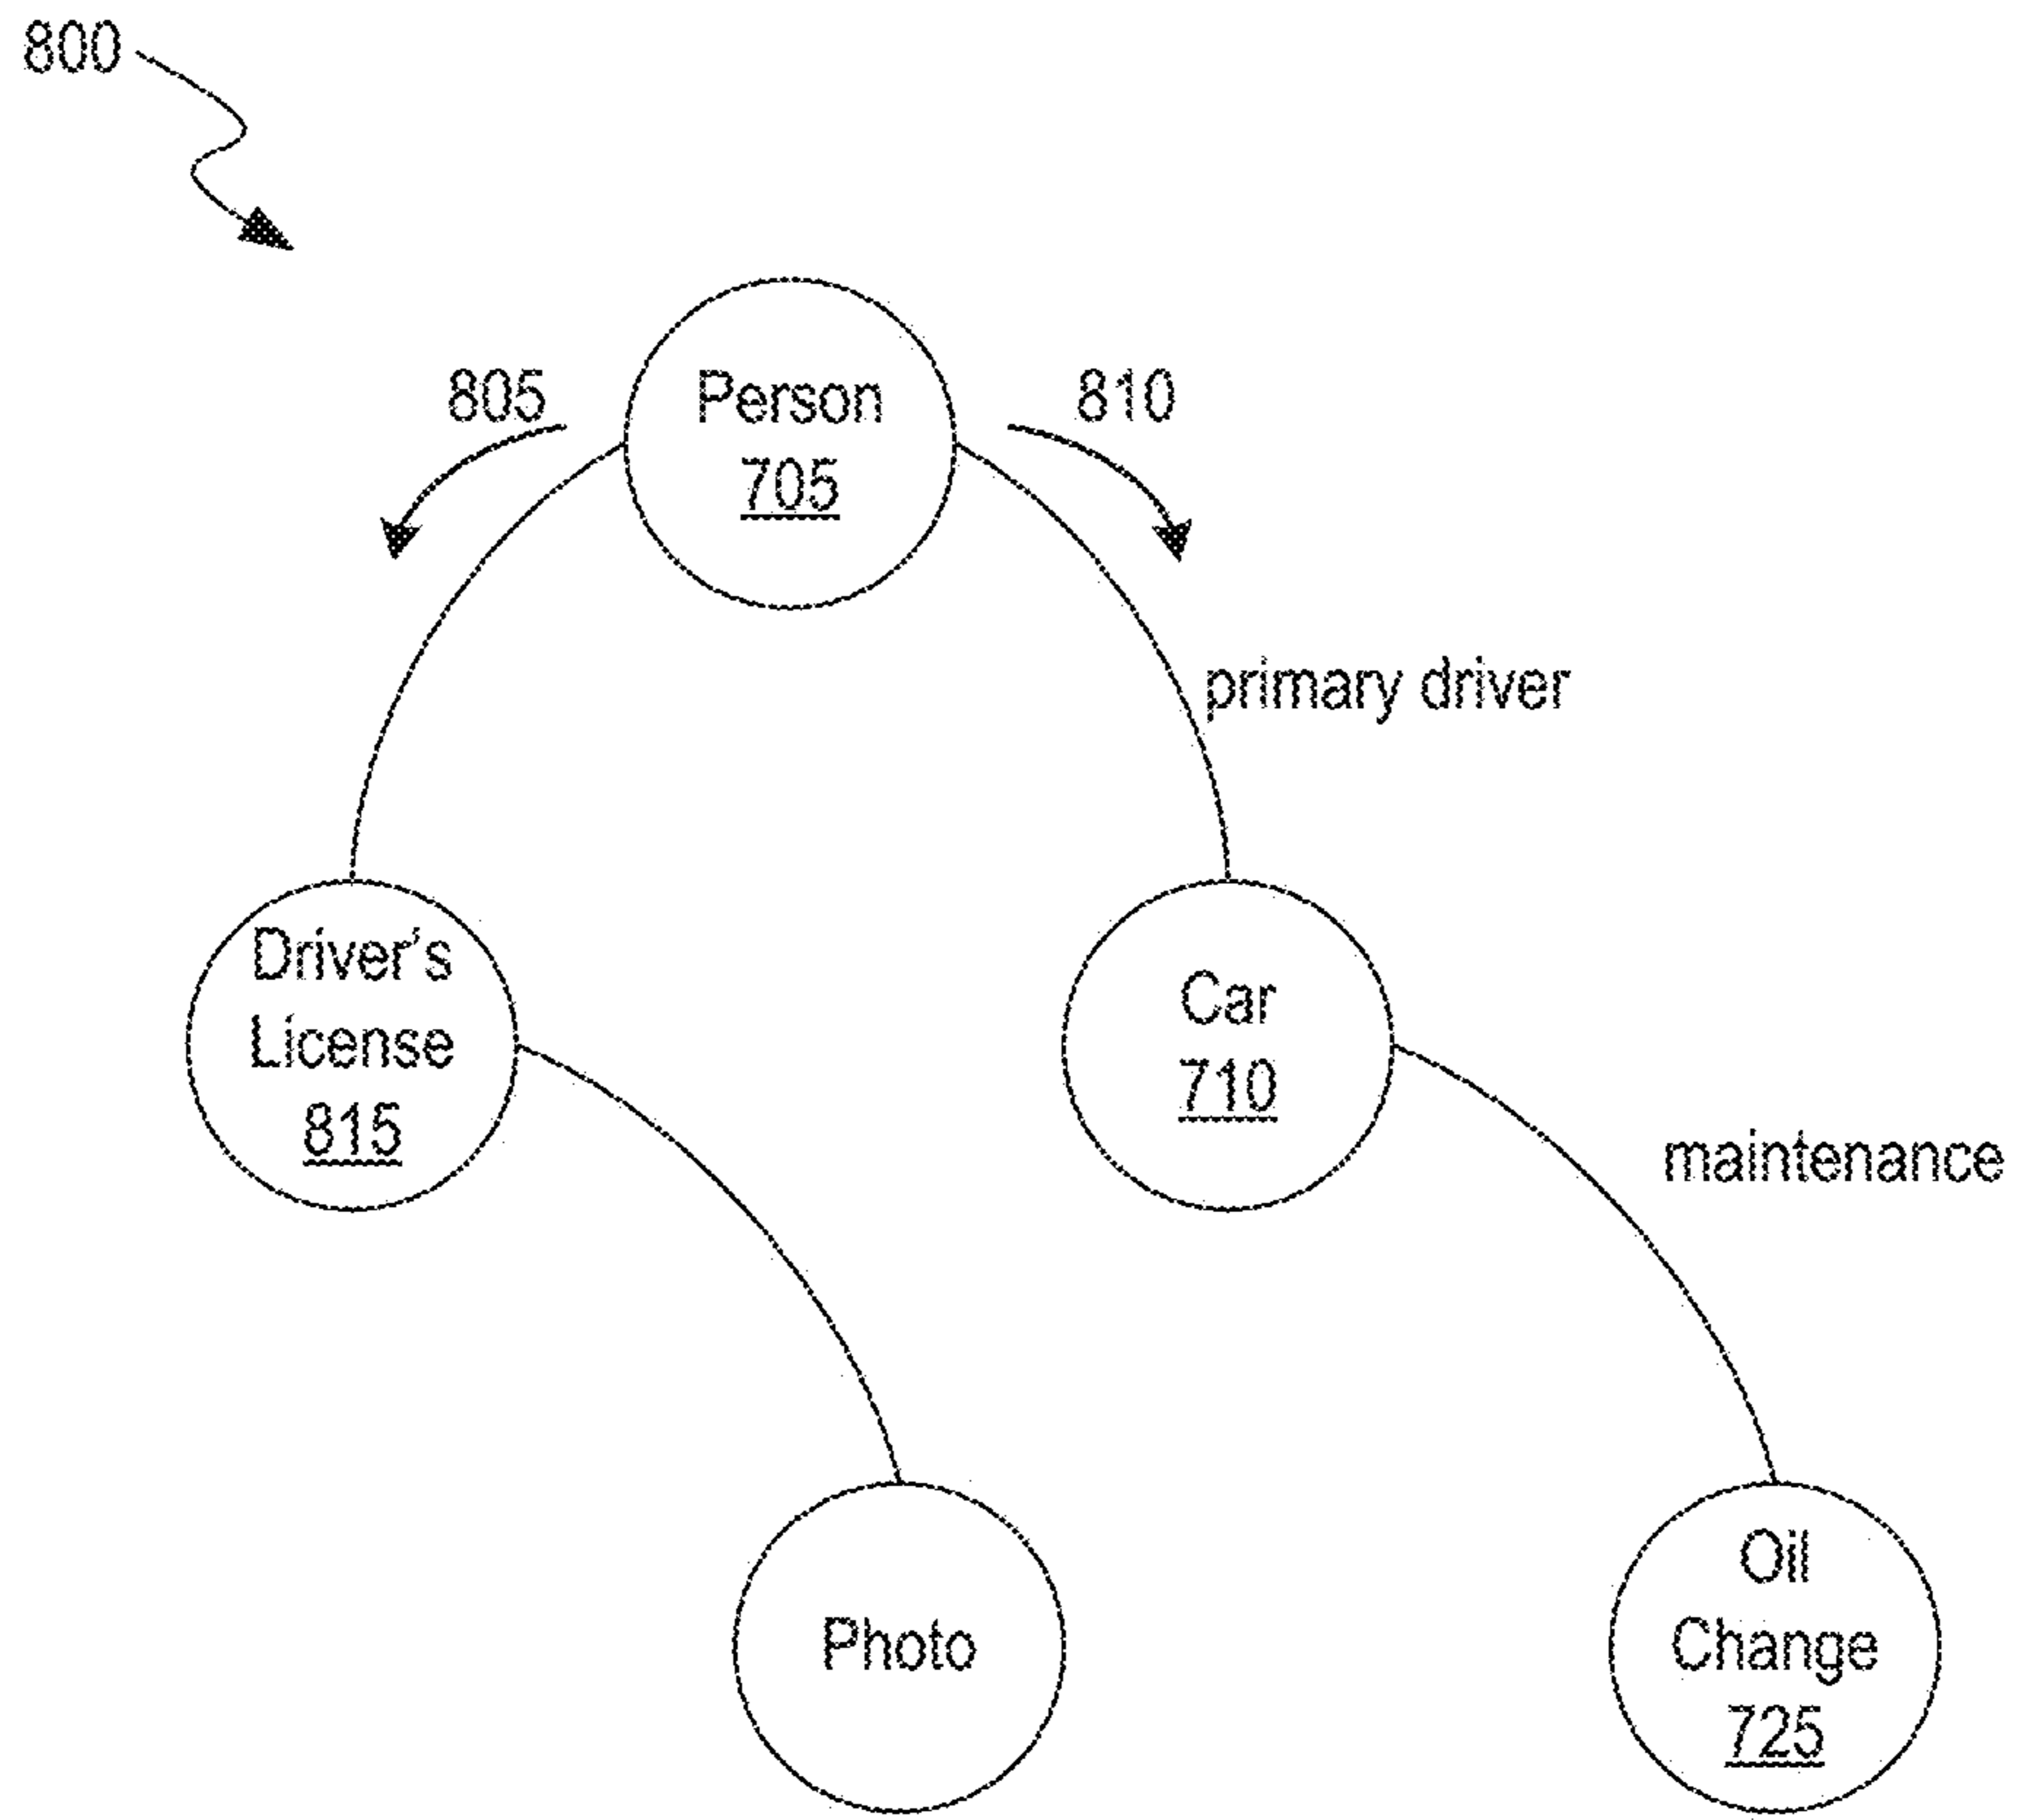 800
805
Person
705
810
primary driver
Driver's
License
815
Car
710
maintenance
Photo
Oil
Change
725